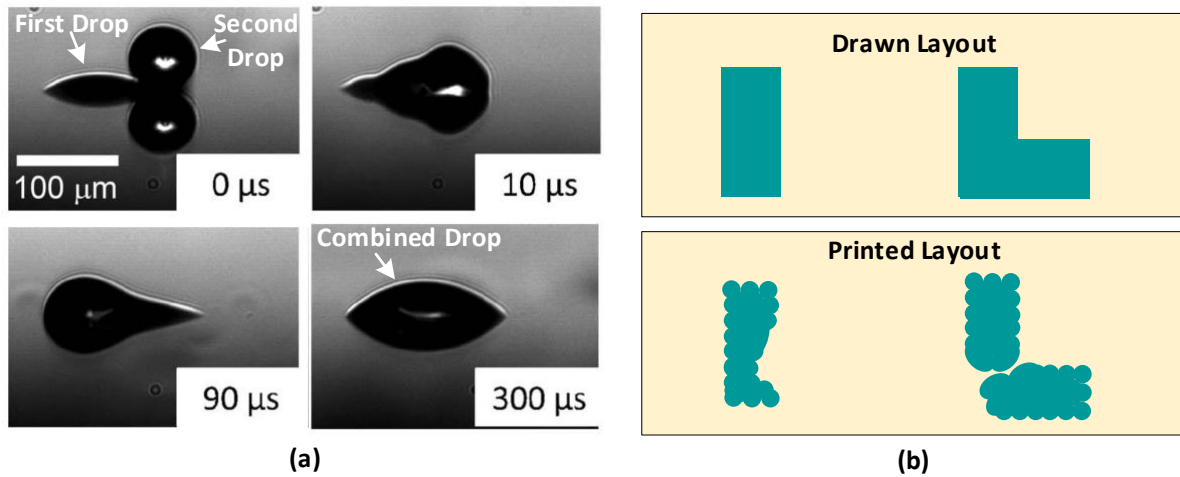 First Drop
Second
Drop
100 μm
0 μs
10 μs
Combined Drop
90 μs
300 μs
(a)
Drawn Layout
Printed Layout
(b)